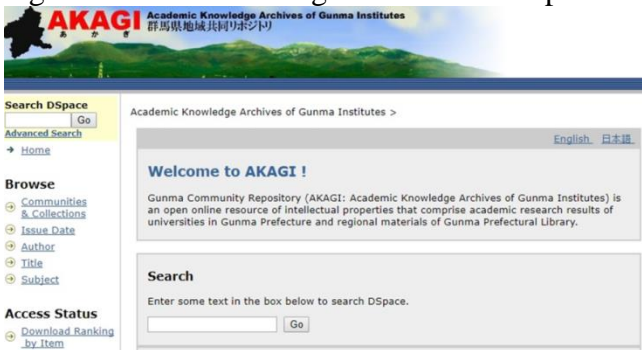 AKAGI Academic Knowledge Archives of Gunma Institutes
あ か ぎ 群馬県地域共同リポジトリ
Search DSpace
Go
Advanced Search
Home
Browse
Communities
& Collections
Issue Date
Author
Title
Subject
Access Status
Download Ranking
by Item
Academic Knowledge Archives of Gunma Institutes >
English 日本語
Welcome to AKAGI !
Gunma Community Repository (AKAGI: Academic Knowledge Archives of Gunma Institutes) is
an open online resource of intellectual properties that comprise academic research results of
universities in Gunma Prefecture and regional materials of Gunma Prefectural Library.
Search
Enter some text in the box below to search DSpace.
Go